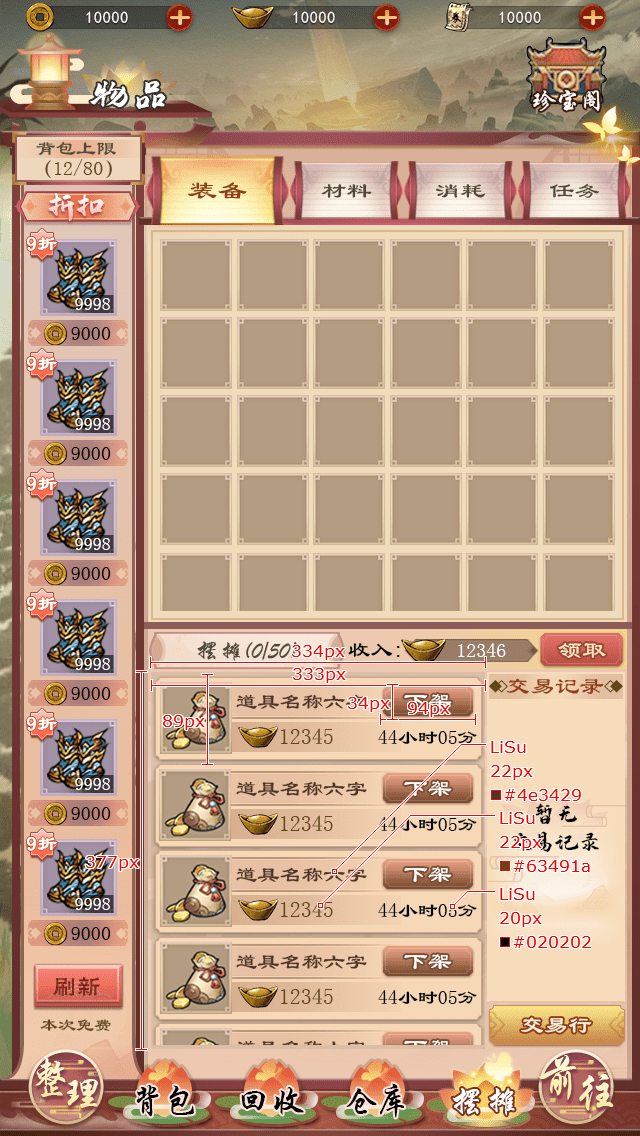 10000
10000
10000
物品
珍宝阁
背包上限
(12/80)
折扣
装备
材料
消耗
任务
9折
9998
9000
9折
9998
9000
9折
9998
9000
9折
9998
9000
9折
9998
9000
9折
9998
9000
刷新
本次免费
摆摊(0/50
334px
收入:
12346
领取
333px
交易记录
道具名称六字
下架
34px
94px
89px
12345
44小时05分
LiSu
22px
#4e3429
道具名称六字
下架
12345
44小时05分
暂无
交易记录
LiSu
22px
#63491a
377px
道具名称六字
下架
12345
44小时05分
LiSu
20px
#020202
道具名称六字
下架
12345
44小时05分
交易行
整理
背包
回收
仓库
摆摊
前往